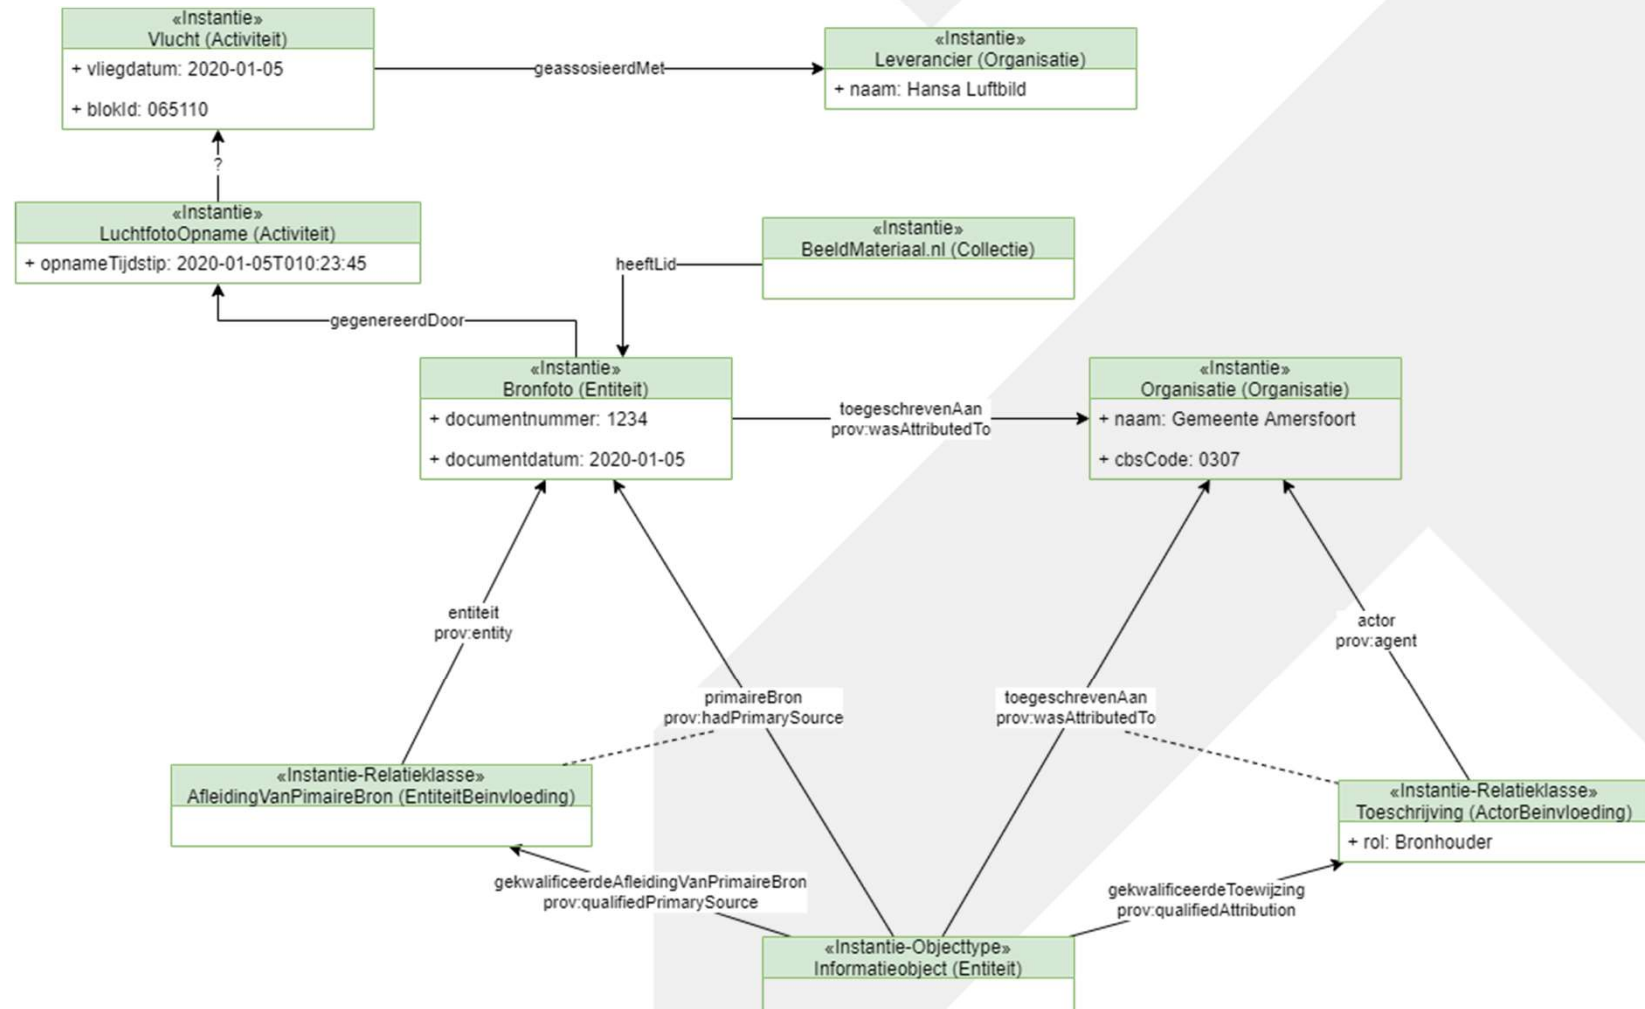 «Instantie»
Vlucht (Activiteit)
+ vliegdatum: 2020-01-05
+ blokId: 065110
geassosieerdMet
«Instantie»
Leverancier (Organisatie)
+ naam: Hansa Luftbild
?
«Instantie»
LuchtfotoOpname (Activiteit)
+ opnameTijdstip: 2020-01-05T010:23:45
«Instantie»
BeeldMateriaal.nl (Collectie)
heeftLid
gegenereerdDoor
«Instantie»
Bronfoto (Entiteit)
+ documentnummer: 1234
+ documentdatum: 2020-01-05
toegeschrevenAan
prov:wasAttributedTo
«Instantie»
Organisatie (Organisatie)
+ naam: Gemeente Amersfoort
+ cbsCode: 0307
entiteit
prov:entity
actor
prov:agent
primaireBron
prov:hadPrimarySource
toegeschrevenAan
prov:wasAttributedTo
«Instantie-Relatieklasse»
AfleidingVanPimaireBron (EntiteitBeinvloeding)
«Instantie-Relatieklasse»
Toeschrijving (ActorBeinvloeding)
+ rol: Bronhouder
gekwalificeerdeAfleidingVanPrimaireBron
prov:qualifiedPrimarySource
gekwalificeerdeToewijzing
prov:qualifiedAttribution
«Instantie-Objecttype»
Informatieobject (Entiteit)